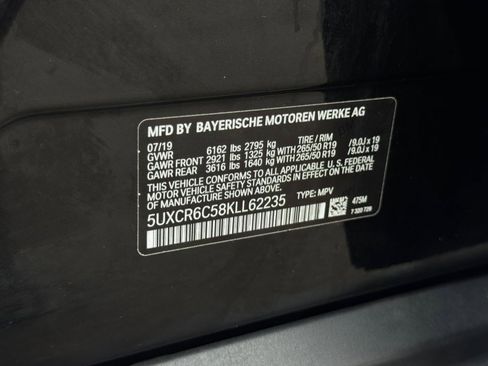 MFD BY BAYERISCHE MOTOREN WERKE AG
07/19
GVWR 6162 lbs 2795 kg TIRE / RIM
GAWR FRONT 2921 lbs 1325 kg WITH 265/50 R19 /9.0J x 19
GAWR REAR 3616 lbs 1640 kg WITH 265/50 R19 /9.0J x 19
THIS VEHICLE CONFORMS TO ALL APPLICABLE U.S. FEDERAL
MOTOR VEHICLE SAFETY STANDARDS IN EFFECT ON THE DATE
OF MANUFACTURE SHOWN ABOVE.
5UXCR6C58KLL62235 TYPE: MPV
475M
7 320 726